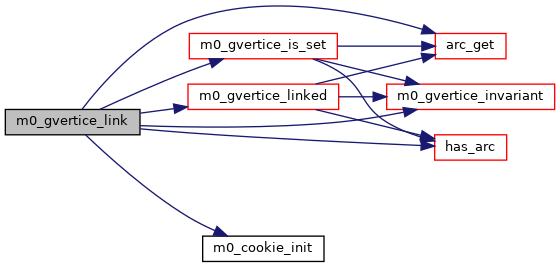 m0_gvertice_link
m0_gvertice_is_set
m0_gvertice_linked
m0_cookie_init
arc_get
m0_gvertice_invariant
has_arc